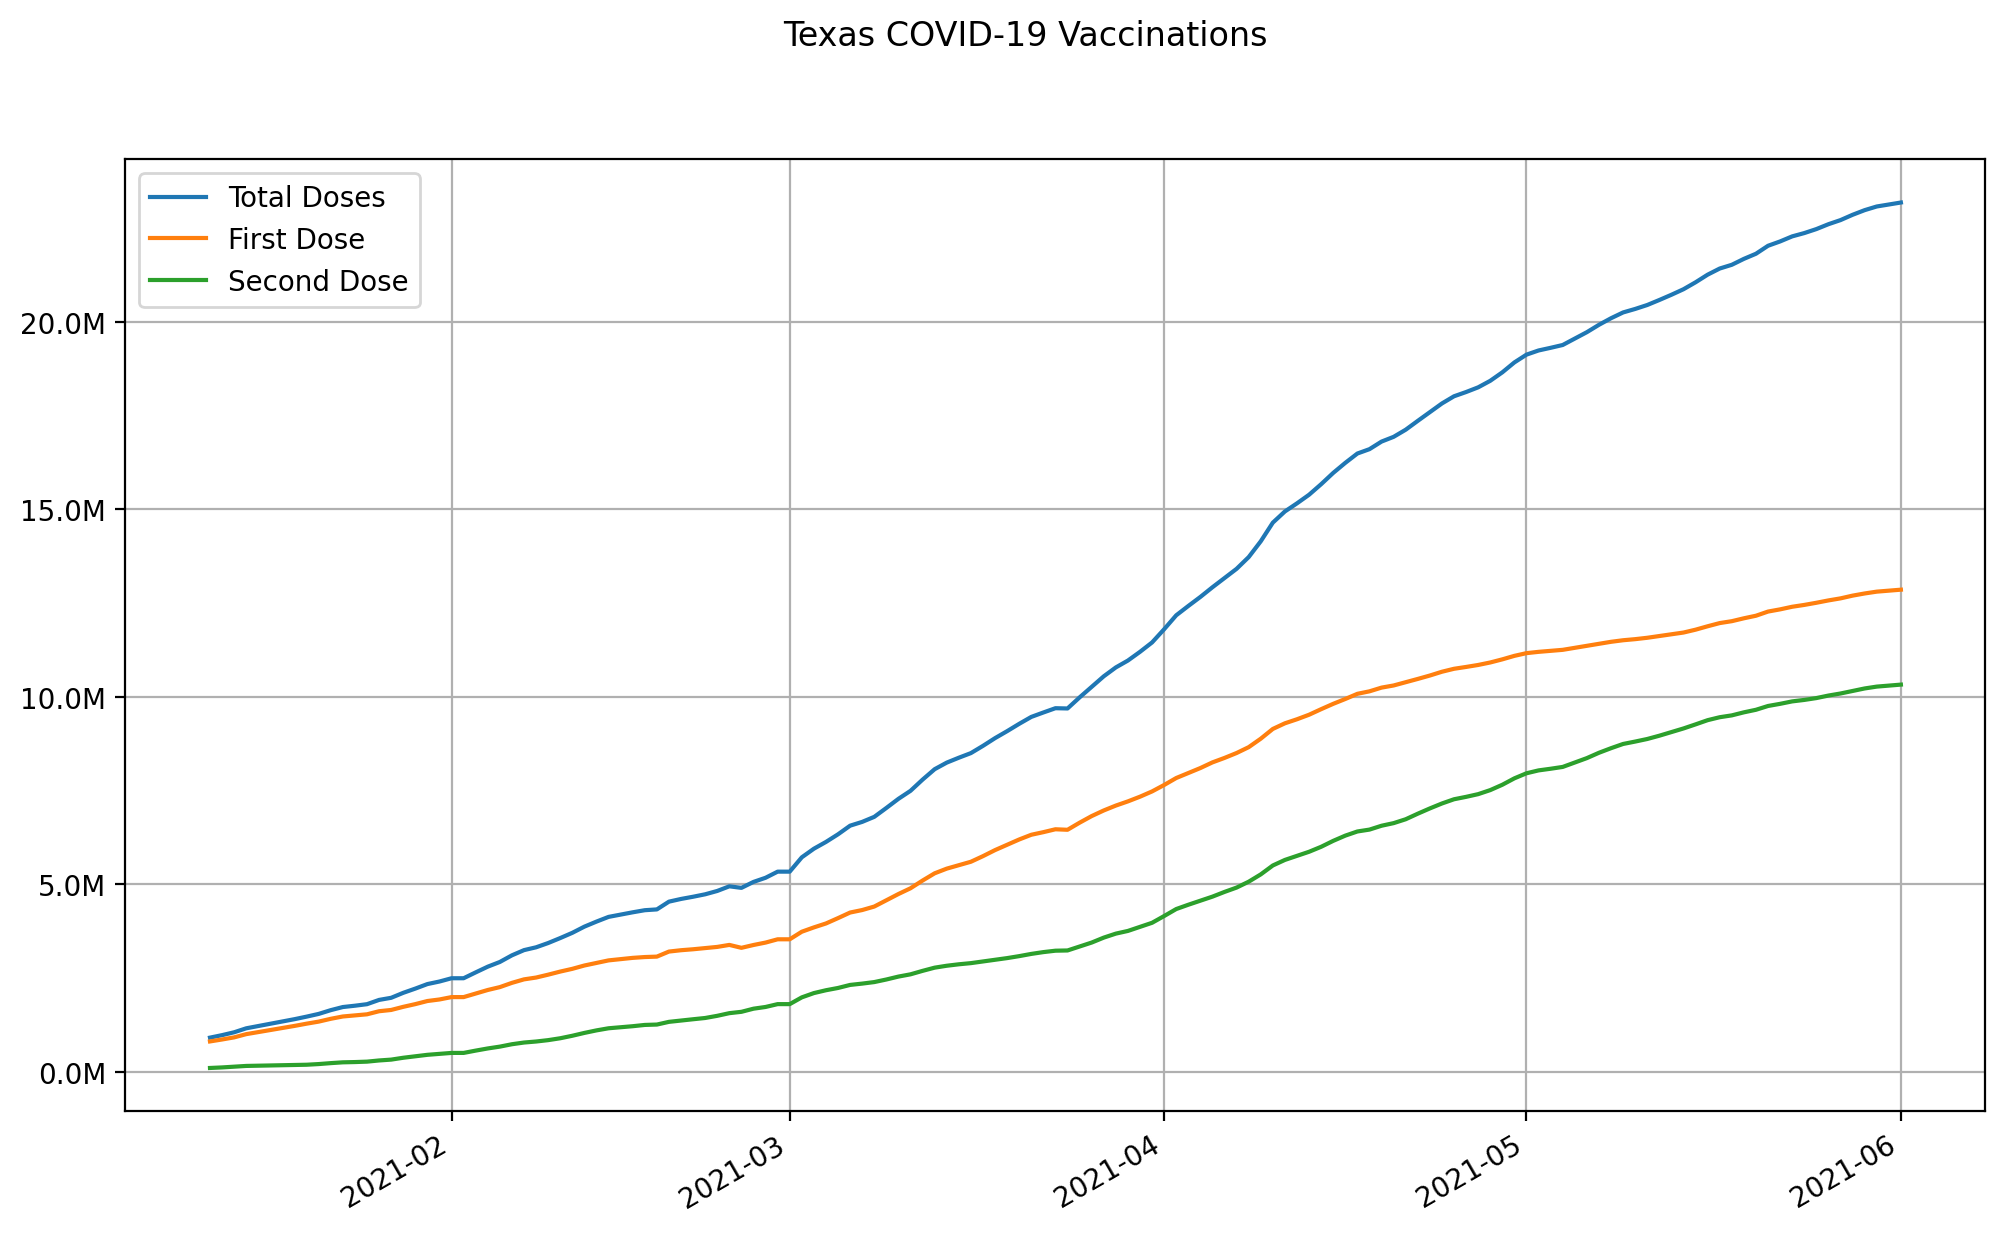 Texas COVID-19 Vaccinations
Total Doses
First Dose
Second Dose
20.0M
15.0M
10.0M
5.0M
0.0M
2021-02
2021-03
2021-04
2021-05
2021-06